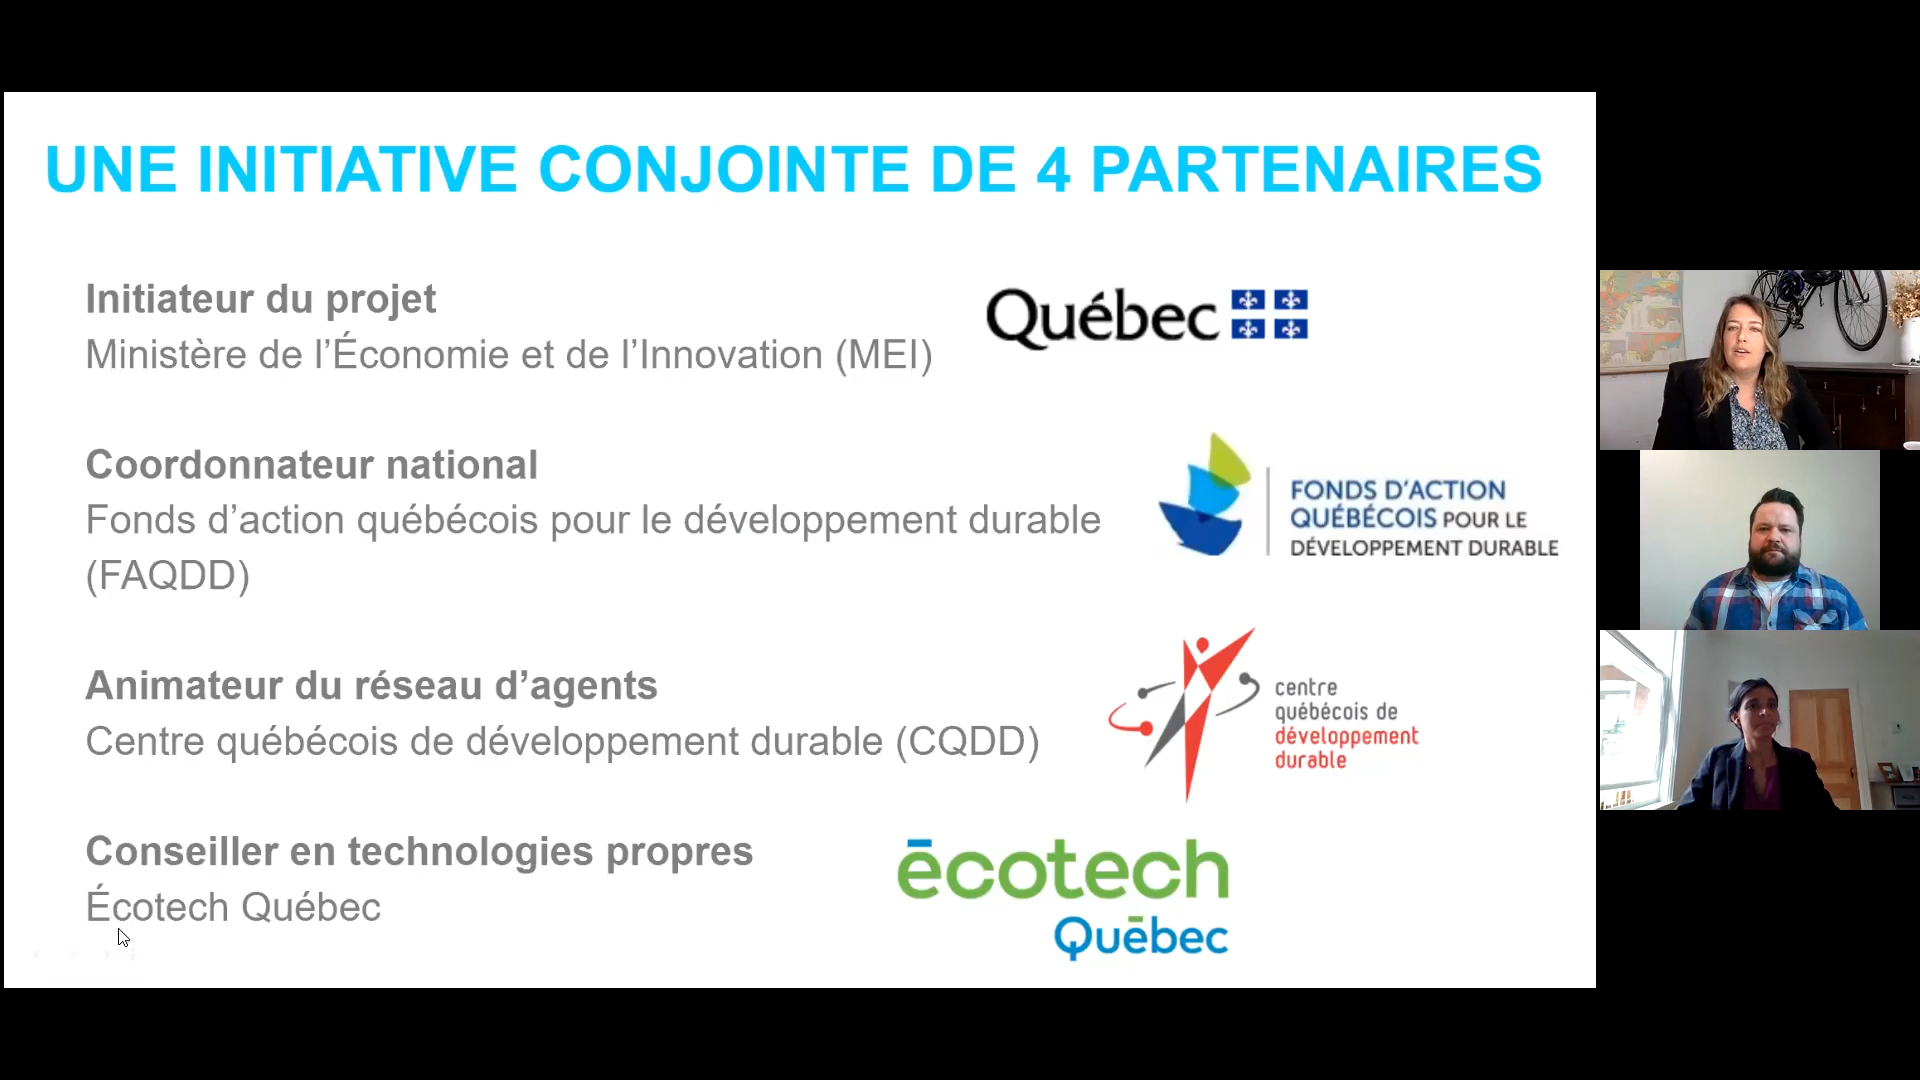 UNE INITIATIVE CONJOINTE DE 4 PARTENAIRES
Initiateur du projet
Ministère de l’Économie et de l’Innovation (MEI)
Québec
Coordonnateur national
Fonds d’action québécois pour le développement durable
(FAQDD)
FONDS D’ACTION
QUÉBÉCOIS POUR LE
DÉVELOPPEMENT DURABLE
Animateur du réseau d’agents
Centre québécois de développement durable (CQDD)
centre
québécois de
développement
durable
Conseiller en technologies propres
Écotech Québec
ēcotech
Quēbec